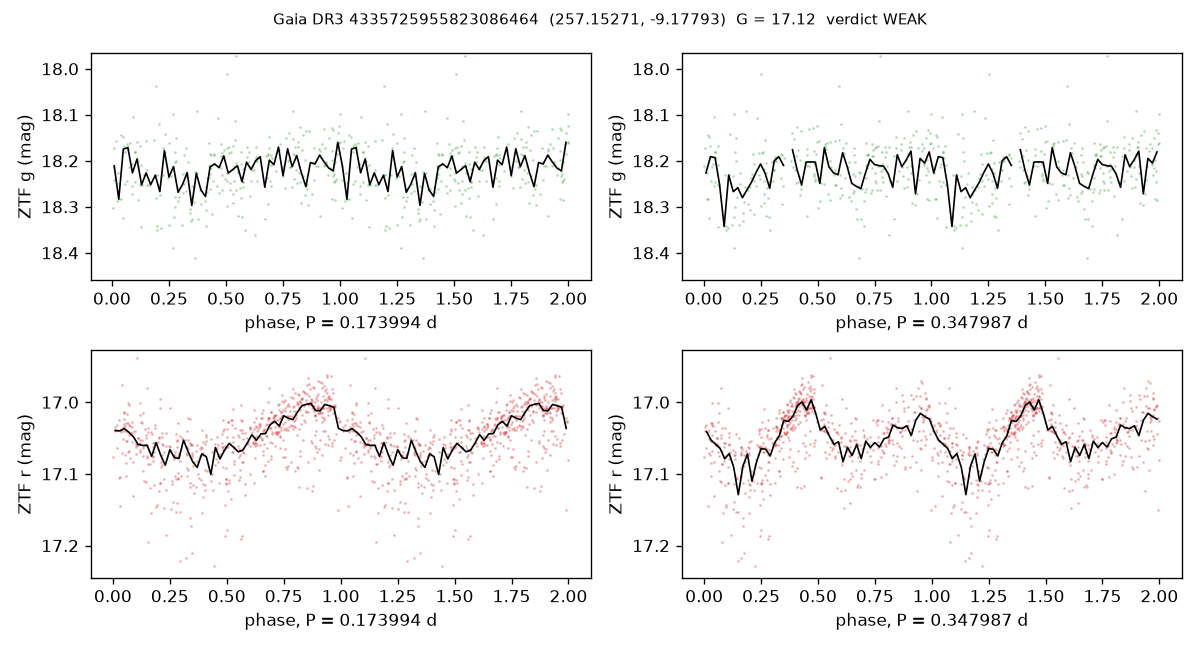 Gaia DR3 4335725955823086464 (257.15271, -9.17793) G = 17.12 verdict WEAK
ZTF g (mag)
18.0
18.1
18.2
18.3
18.4
0.00 0.25 0.50 0.75 1.00 1.25 1.50 1.75 2.00
phase, P = 0.173994 d
ZTF g (mag)
18.0
18.1
18.2
18.3
18.4
0.00 0.25 0.50 0.75 1.00 1.25 1.50 1.75 2.00
phase, P = 0.347987 d
ZTF r (mag)
17.0
17.1
17.2
0.00 0.25 0.50 0.75 1.00 1.25 1.50 1.75 2.00
phase, P = 0.173994 d
ZTF r (mag)
17.0
17.1
17.2
0.00 0.25 0.50 0.75 1.00 1.25 1.50 1.75 2.00
phase, P = 0.347987 d